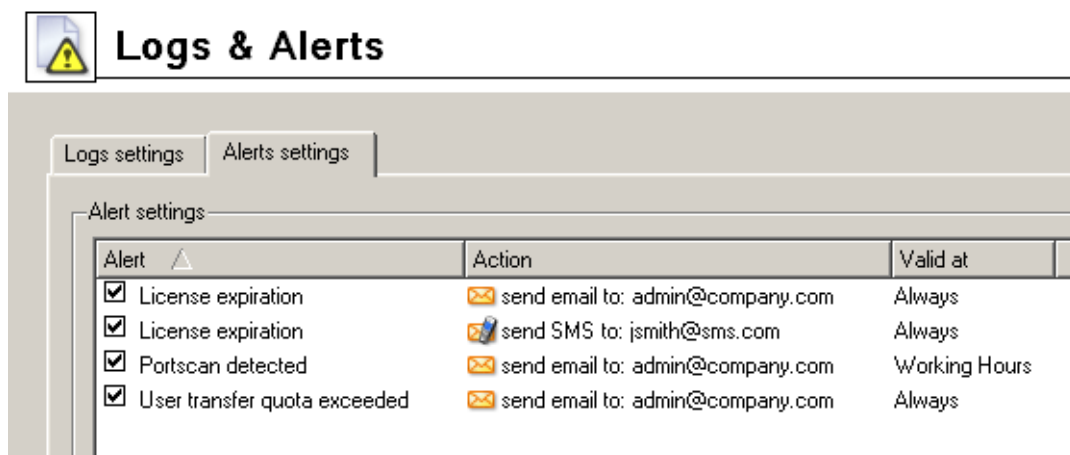 Logs & Alerts
Logs settings Alerts settings
Alert settings
Alert Action Valid at
License expiration send email to: admin@company.com Always
License expiration send SMS to: jsmith@sms.com Always
Portscan detected send email to: admin@company.com Working Hours
User transfer quota exceeded send email to: admin@company.com Always